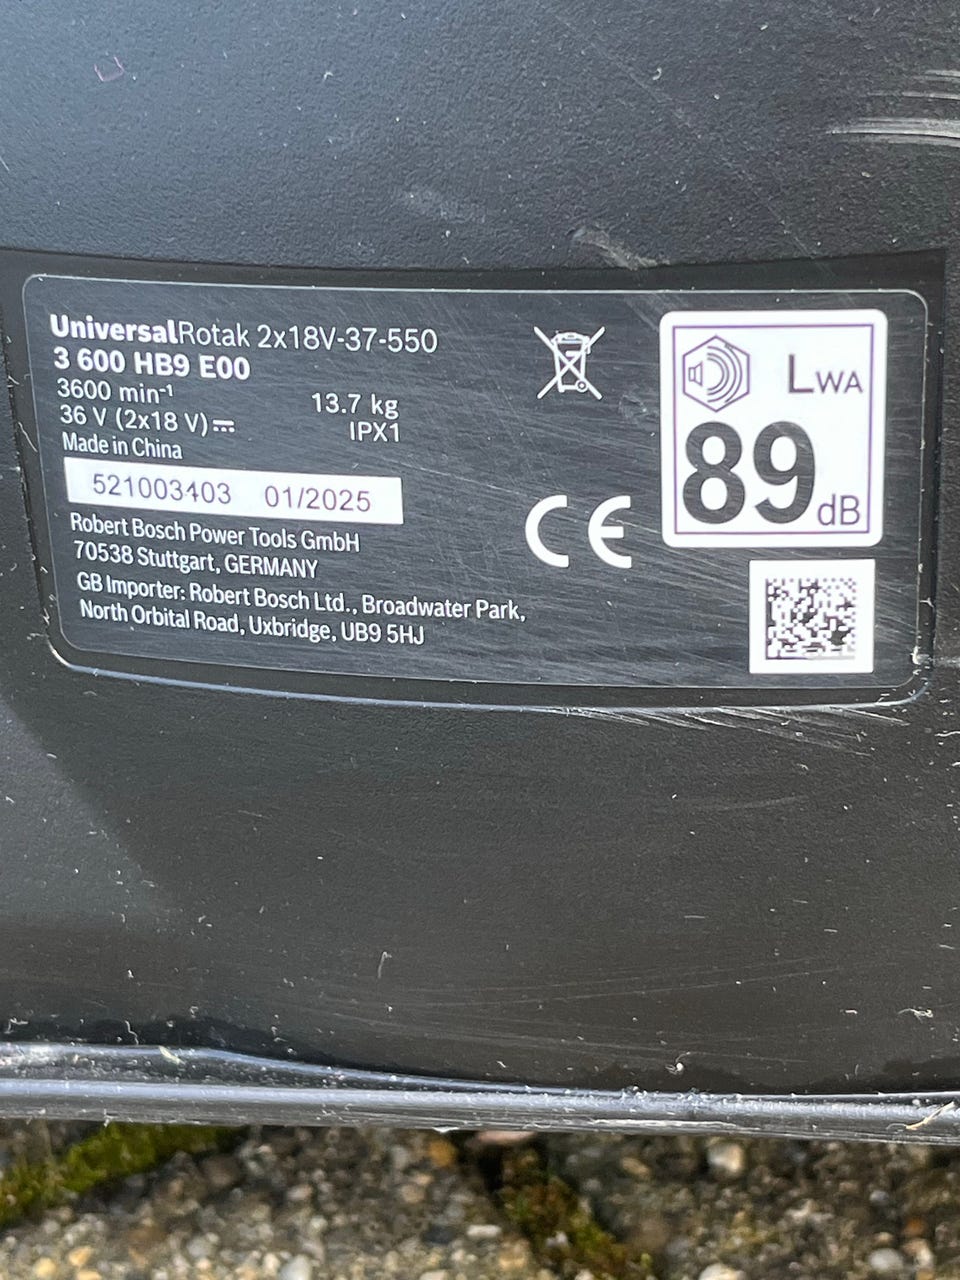 UniversalRotak 2x18V-37-550
3 600 HB9 E00
3600 min⁻¹
13.7 kg
36 V (2x18 V)⎓
IPX1
Made in China
521003403 01/2025
Robert Bosch Power Tools GmbH
70538 Stuttgart, GERMANY
GB Importer: Robert Bosch Ltd., Broadwater Park,
North Orbital Road, Uxbridge, UB9 5HJ
CE
LWA
89 dB